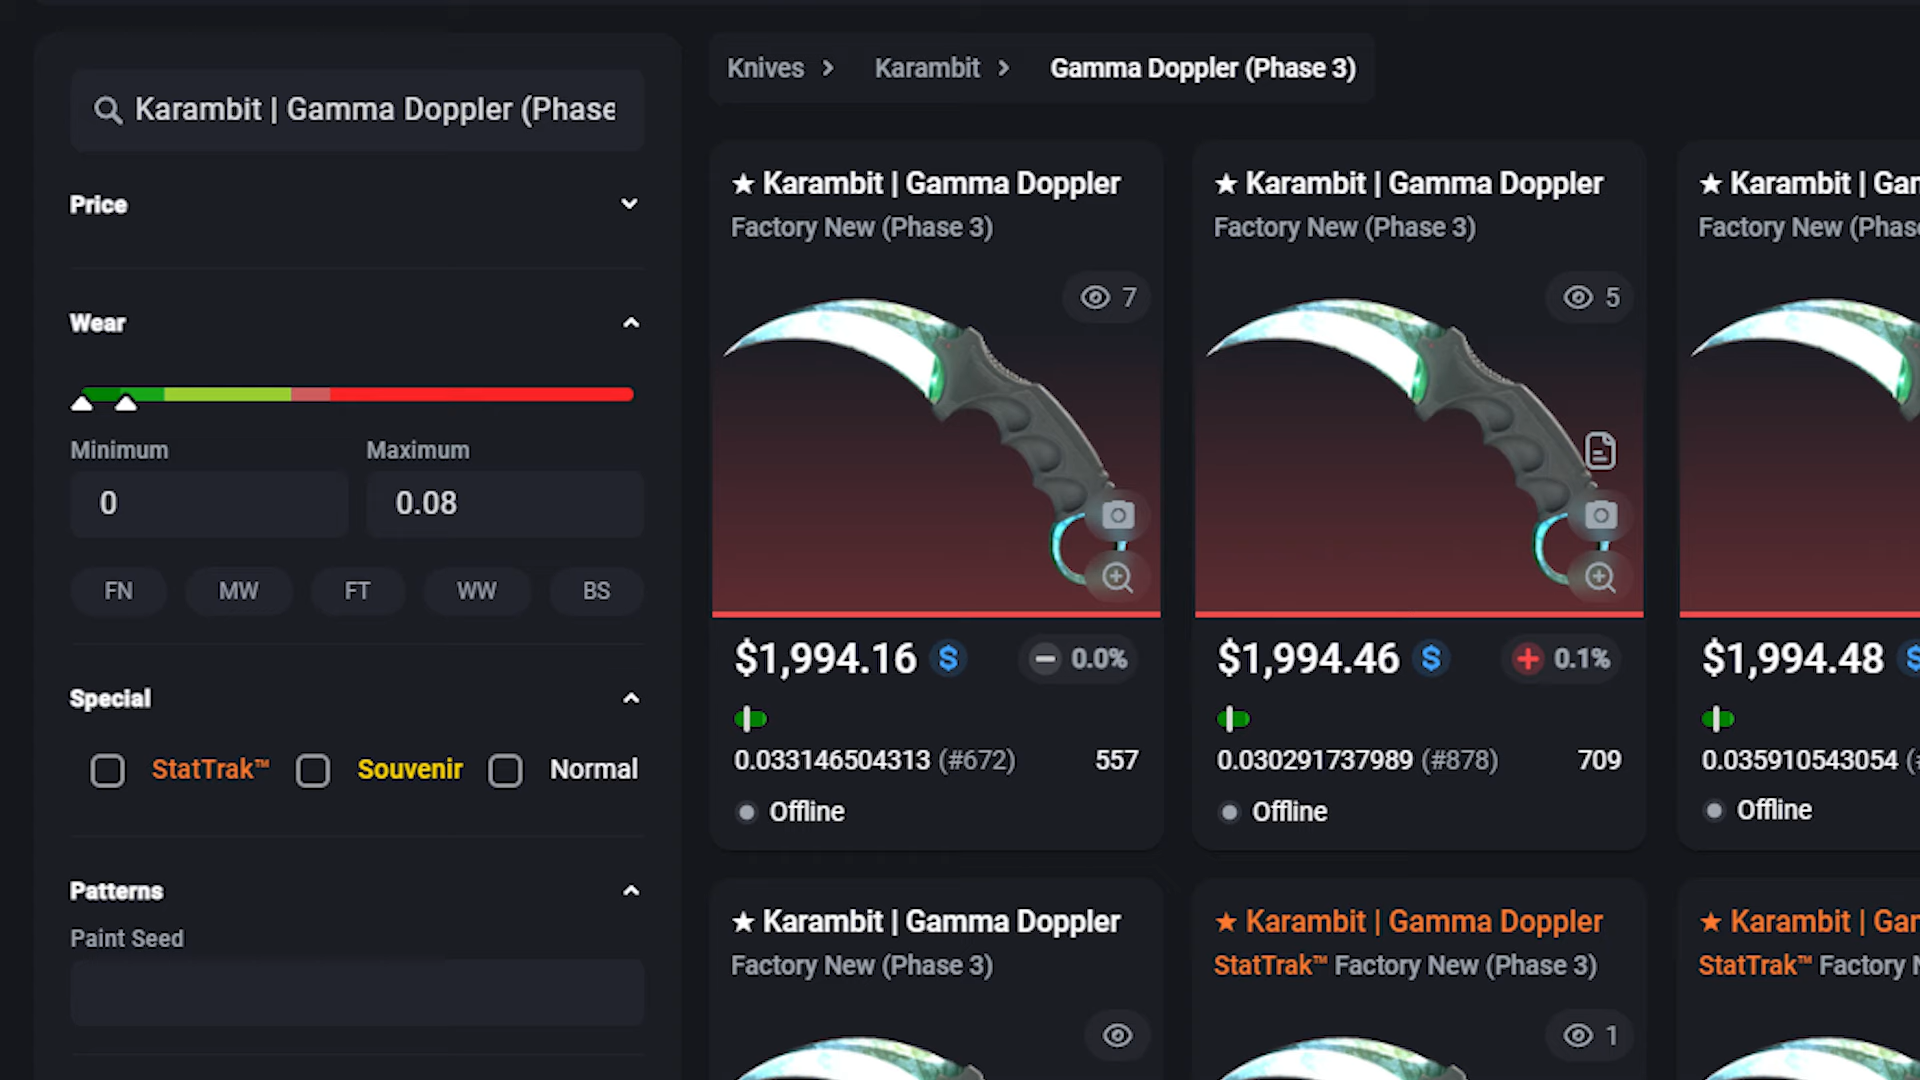 Karambit | Gamma Doppler (Phase
Price
Wear
Minimum
Maximum
0
0.08
FN
MW
FT
WW
BS
Special
StatTrak™
Souvenir
Normal
Patterns
Paint Seed
Knives
Karambit
Gamma Doppler (Phase 3)
★ Karambit | Gamma Doppler
Factory New (Phase 3)
7
$1,994.16
0.0%
0.033146504313 (#672)
557
Offline
★ Karambit | Gamma Doppler
Factory New (Phase 3)
5
$1,994.46
0.1%
0.030291737989 (#878)
709
Offline
★ Karambit | Gam
Factory New (Phase
$1,994.48
0.035910543054 (#
Offline
★ Karambit | Gamma Doppler
Factory New (Phase 3)
★ Karambit | Gamma Doppler
StatTrak™ Factory New (Phase 3)
1
★ Karambit | Gam
StatTrak™ Factory N